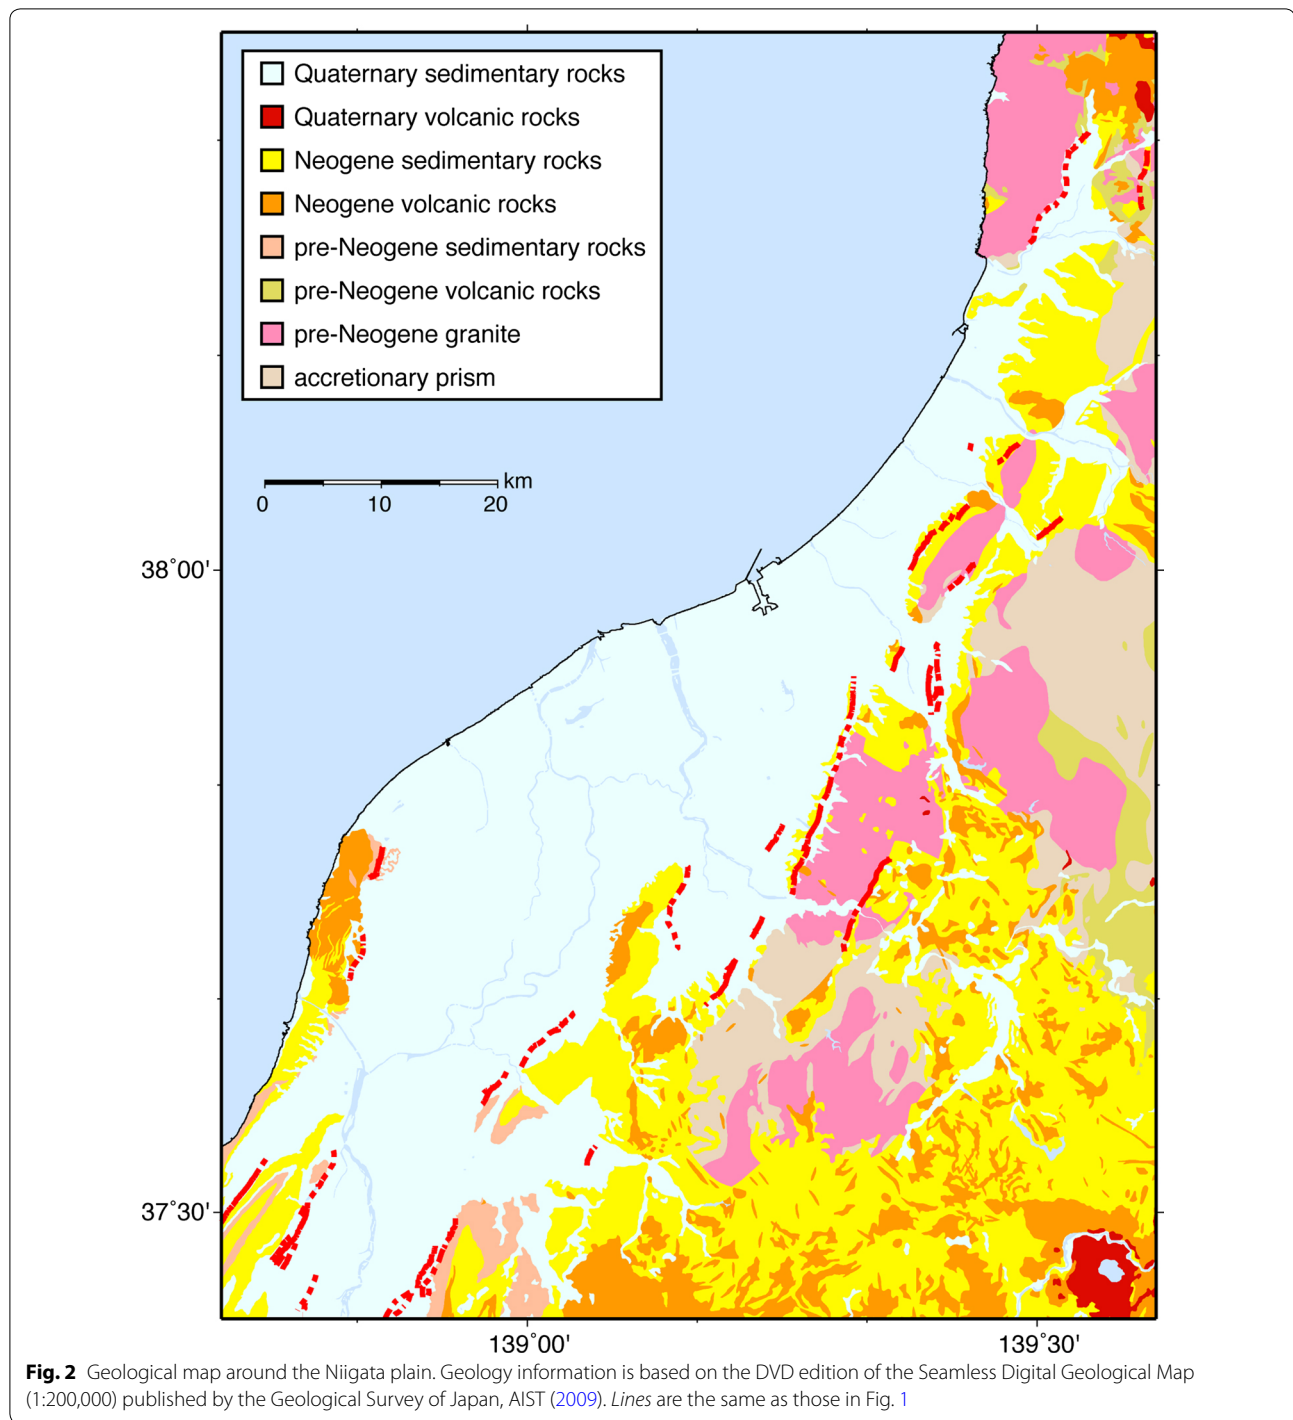 Quaternary sedimentary rocks
Quaternary volcanic rocks
Neogene sedimentary rocks
Neogene volcanic rocks
pre-Neogene sedimentary rocks
pre-Neogene volcanic rocks
pre-Neogene granite
accretionary prism
km
0 10 20
38°00'
37°30'
139°00' 139°30'
Fig. 2 Geological map around the Niigata plain. Geology information is based on the DVD edition of the Seamless Digital Geological Map
(1:200,000) published by the Geological Survey of Japan, AIST (2009). Lines are the same as those in Fig. 1